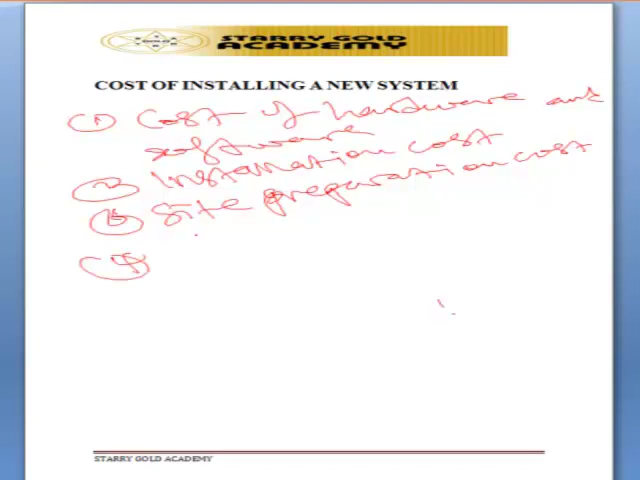 STARRY GOLD
ACADEMY
COST OF INSTALLING A NEW SYSTEM
① Cost of hardware and
software
② Installation cost
③ Site preparation cost
④
STARRY GOLD ACADEMY